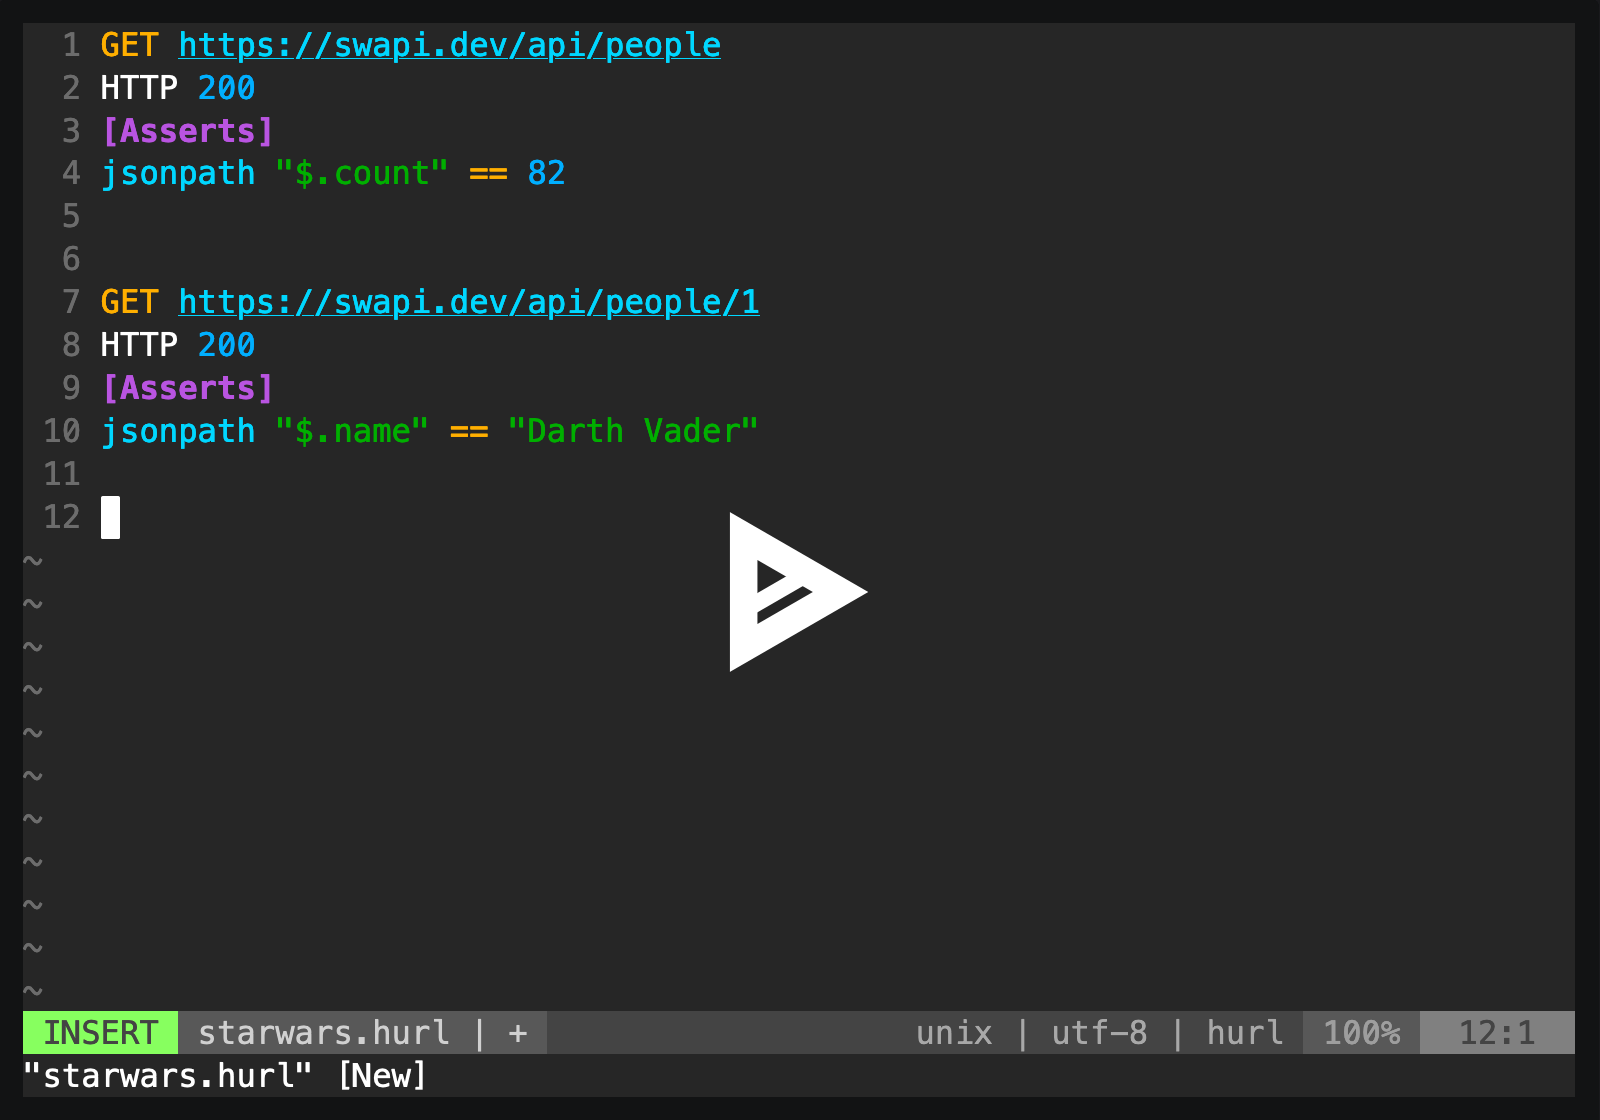 1 GET https://swapi.dev/api/people
2 HTTP 200
3 [Asserts]
4 jsonpath "$.count" == 82
5
6
7 GET https://swapi.dev/api/people/1
8 HTTP 200
9 [Asserts]
10 jsonpath "$.name" == "Darth Vader"
11
12
~
~
~
~
~
~
~
~
~
~
~
INSERT starwars.hurl | + unix | utf-8 | hurl 100% 12:1
"starwars.hurl" [New]